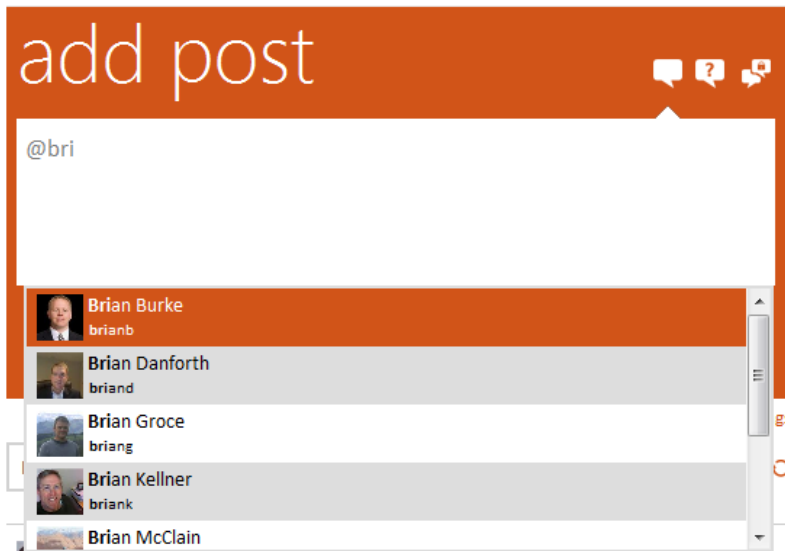 add post
@bri
Brian Burke
brianb
Brian Danforth
briand
Brian Groce
briang
Brian Kellner
briank
Brian McClain